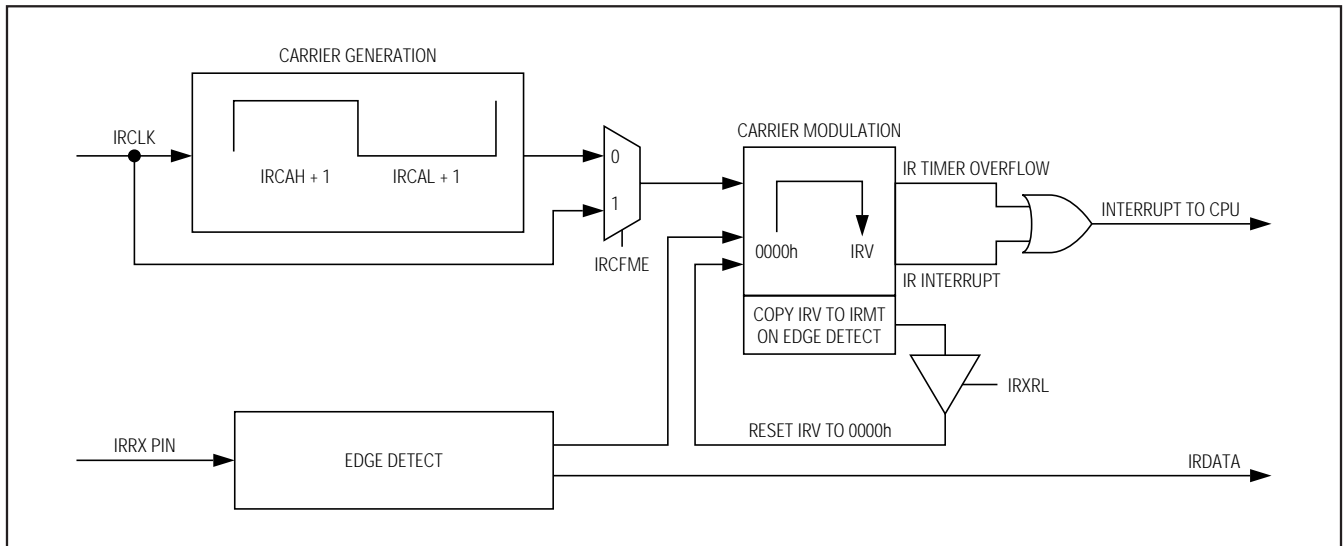 CARRIER GENERATION
IRCLK
IRCAH + 1
IRCAL + 1
0
1
IRCFME
CARRIER MODULATION
0000h
IRV
IR TIMER OVERFLOW
IR INTERRUPT
INTERRUPT TO CPU
COPY IRV TO IRMT
ON EDGE DETECT
IRXRL
RESET IRV TO 0000h
IRRX PIN
EDGE DETECT
IRDATA